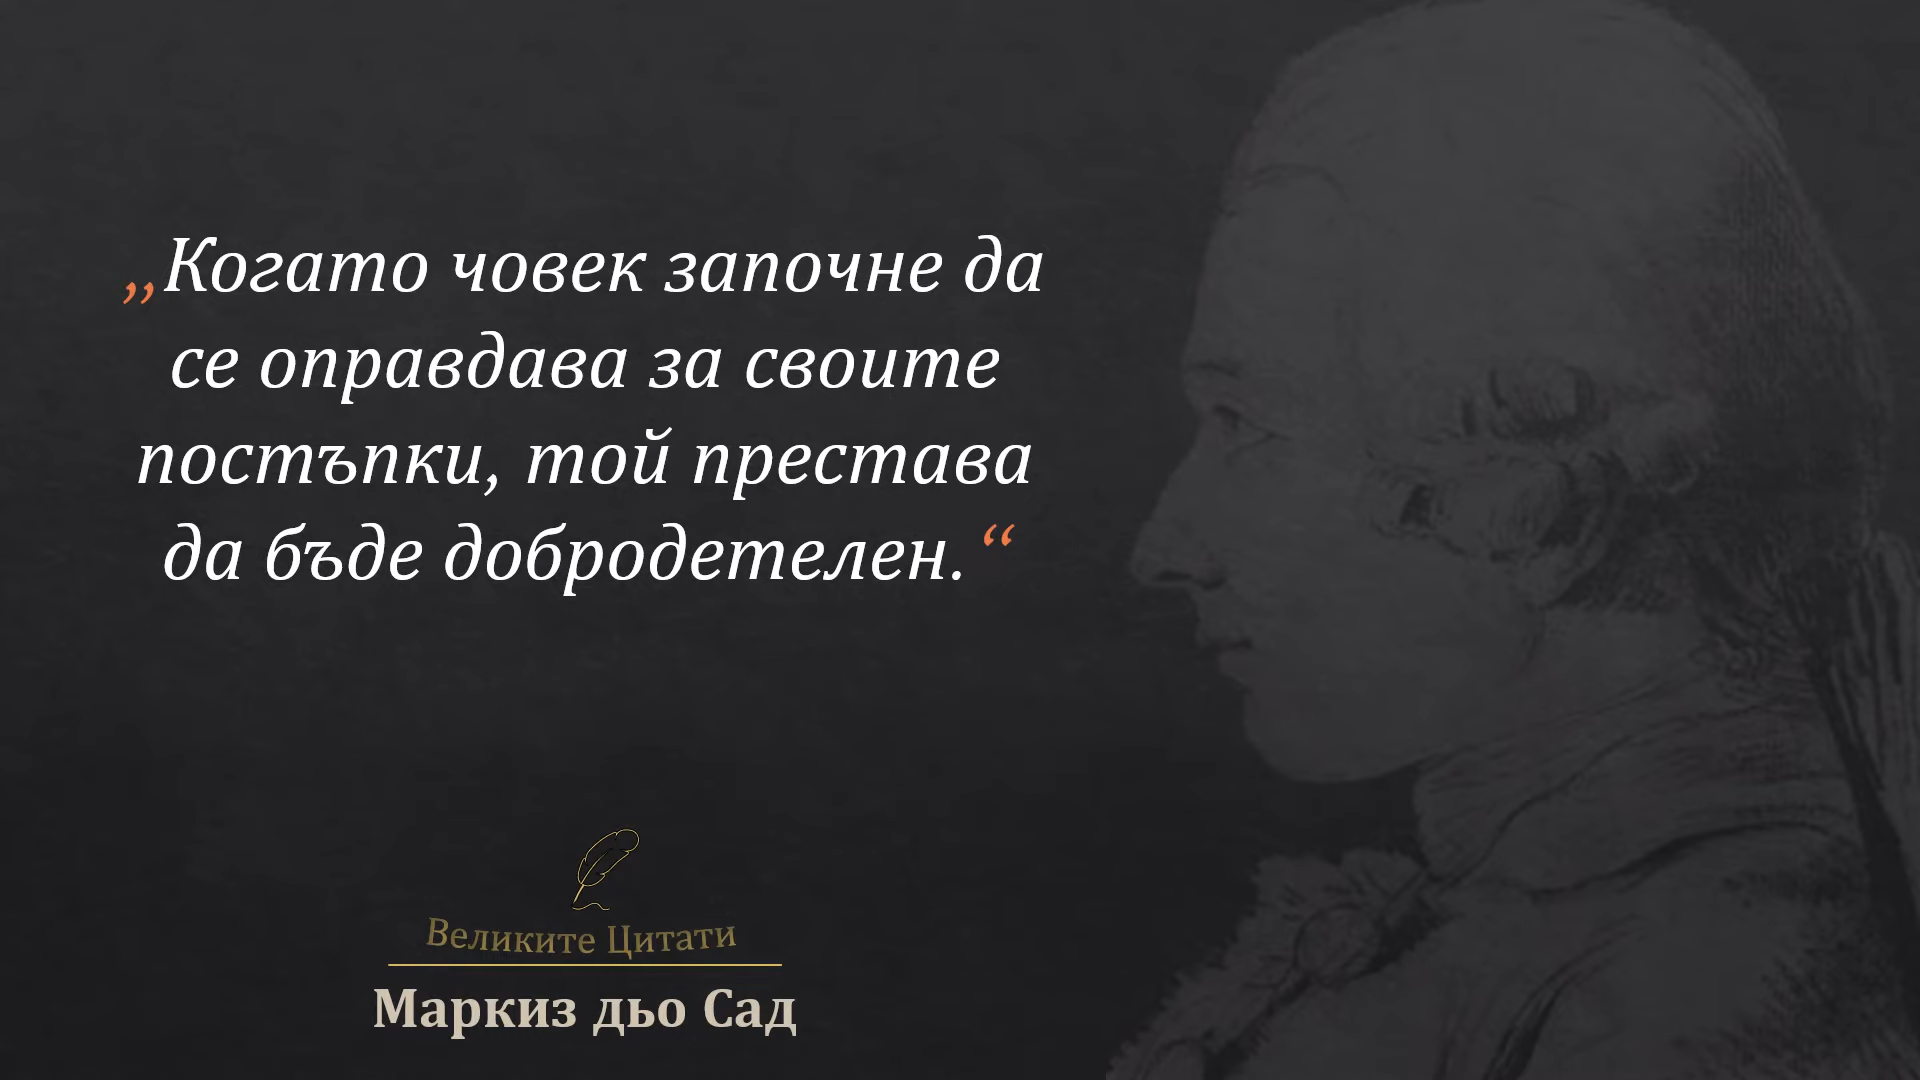 „Когато човек започне да
се оправдава за своите
постъпки, той престава
да бъде добродетелен.“
Великите Цитати
Маркиз дьо Сад